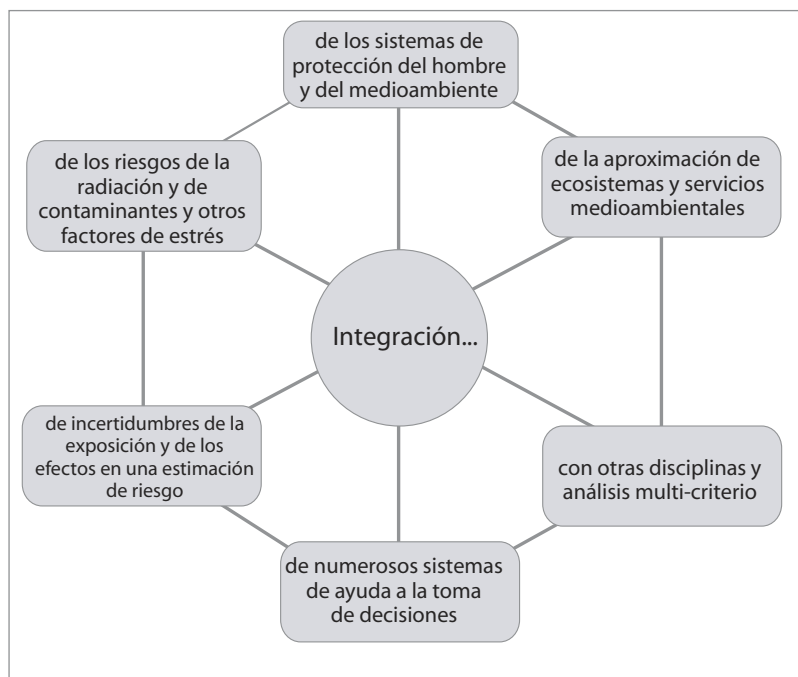 de los sistemas de
protección del hombre
y del medioambiente
de los riesgos de la
radiación y de
contaminantes y otros
factores de estrés
de la aproximación de
ecosistemas y servicios
medioambientales
Integración...
de incertidumbres de la
exposición y de los
efectos en una estimación
de riesgo
con otras disciplinas y
análisis multi-criterio
de numerosos sistemas
de ayuda a la toma
de decisiones